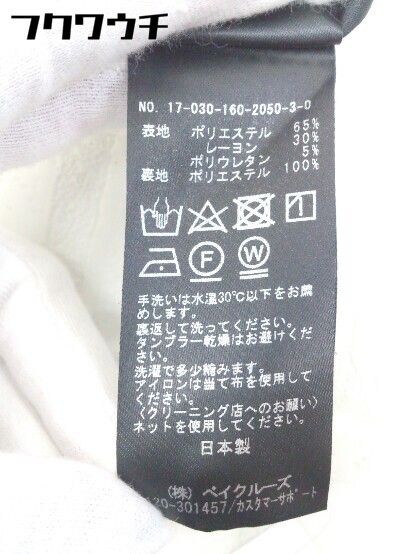 フクワウチ
NO. 17-030-160-2050-3-0
表地 ポリエステル 65%
レーヨン 30%
ポリウレタン 5%
裏地 ポリエステル 100%
F
W
手洗いは水温30℃以下をお薦
めします。
裏返して洗ってください。
タンブラー乾燥はお避けくださ
い。
洗濯で多少縮みます。
アイロンは当て布を使用して
ください。
〈クリーニング店へのお願い〉
ネットを使用してください。
日本製
(株) ベイクルーズ
120-301457/カスタマーサポート